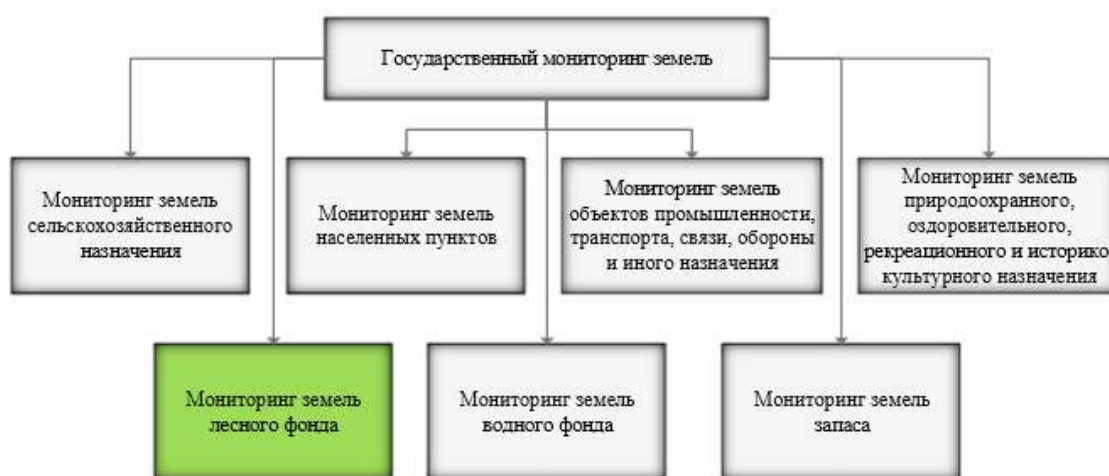 Государственный мониторинг земель
Мониторинг земель
сельскохозяйственного
назначения
Мониторинг земель
населенных пунктов
Мониторинг земель
объектов промышленности,
транспорта, связи, обороны
и иного назначения
Мониторинг земель
природоохранного,
оздоровительного,
рекреационного и историко
культурного назначения
Мониторинг земель
лесного фонда
Мониторинг земель
водного фонда
Мониторинг земель
запаса